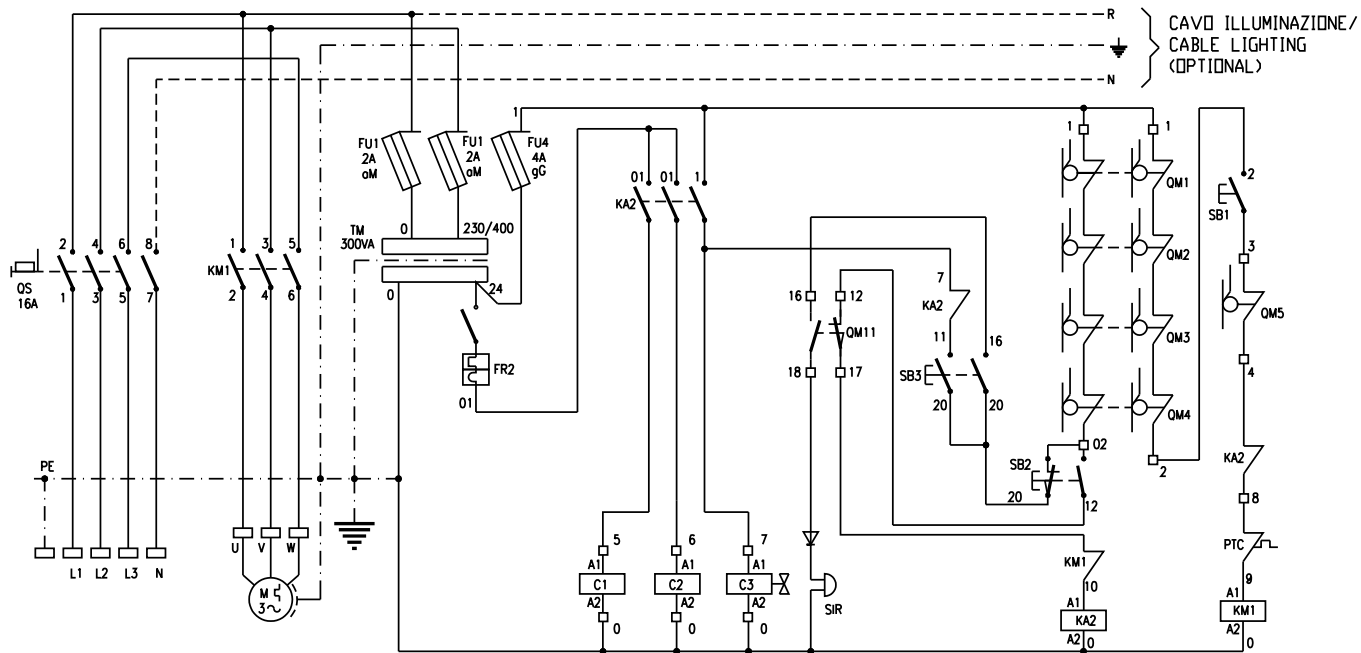 R
CAVO ILLUMINAZIONE/
CABLE LIGHTING
(OPTIONAL)
N
1
FU1
2A
aM
FU1
2A
aM
FU4
4A
gG
1 1
QM1
01 01 1
KA2
2
SB1
TM
300VA
0 230/400
2 4 6 8
1 3 5
KM1
QM2
3
QS
16A
1 3 5 7
2 4 6
0
24
7
16 12
KA2
QM5
QM11
11 16
QM3
FR2
18 17
SB3
4
01
20 20
QM4
02
PE
SB2
2
KA2
20
12
8
U V W
5 6 7
PTC
KM1
L1 L2 L3 N
A1 A1 A1
10
9
M
3~
C1 C2 C3
A1
A1
A2 A2 A2
SIR
KA2
KM1
0 0 0
A2
0
A2
0